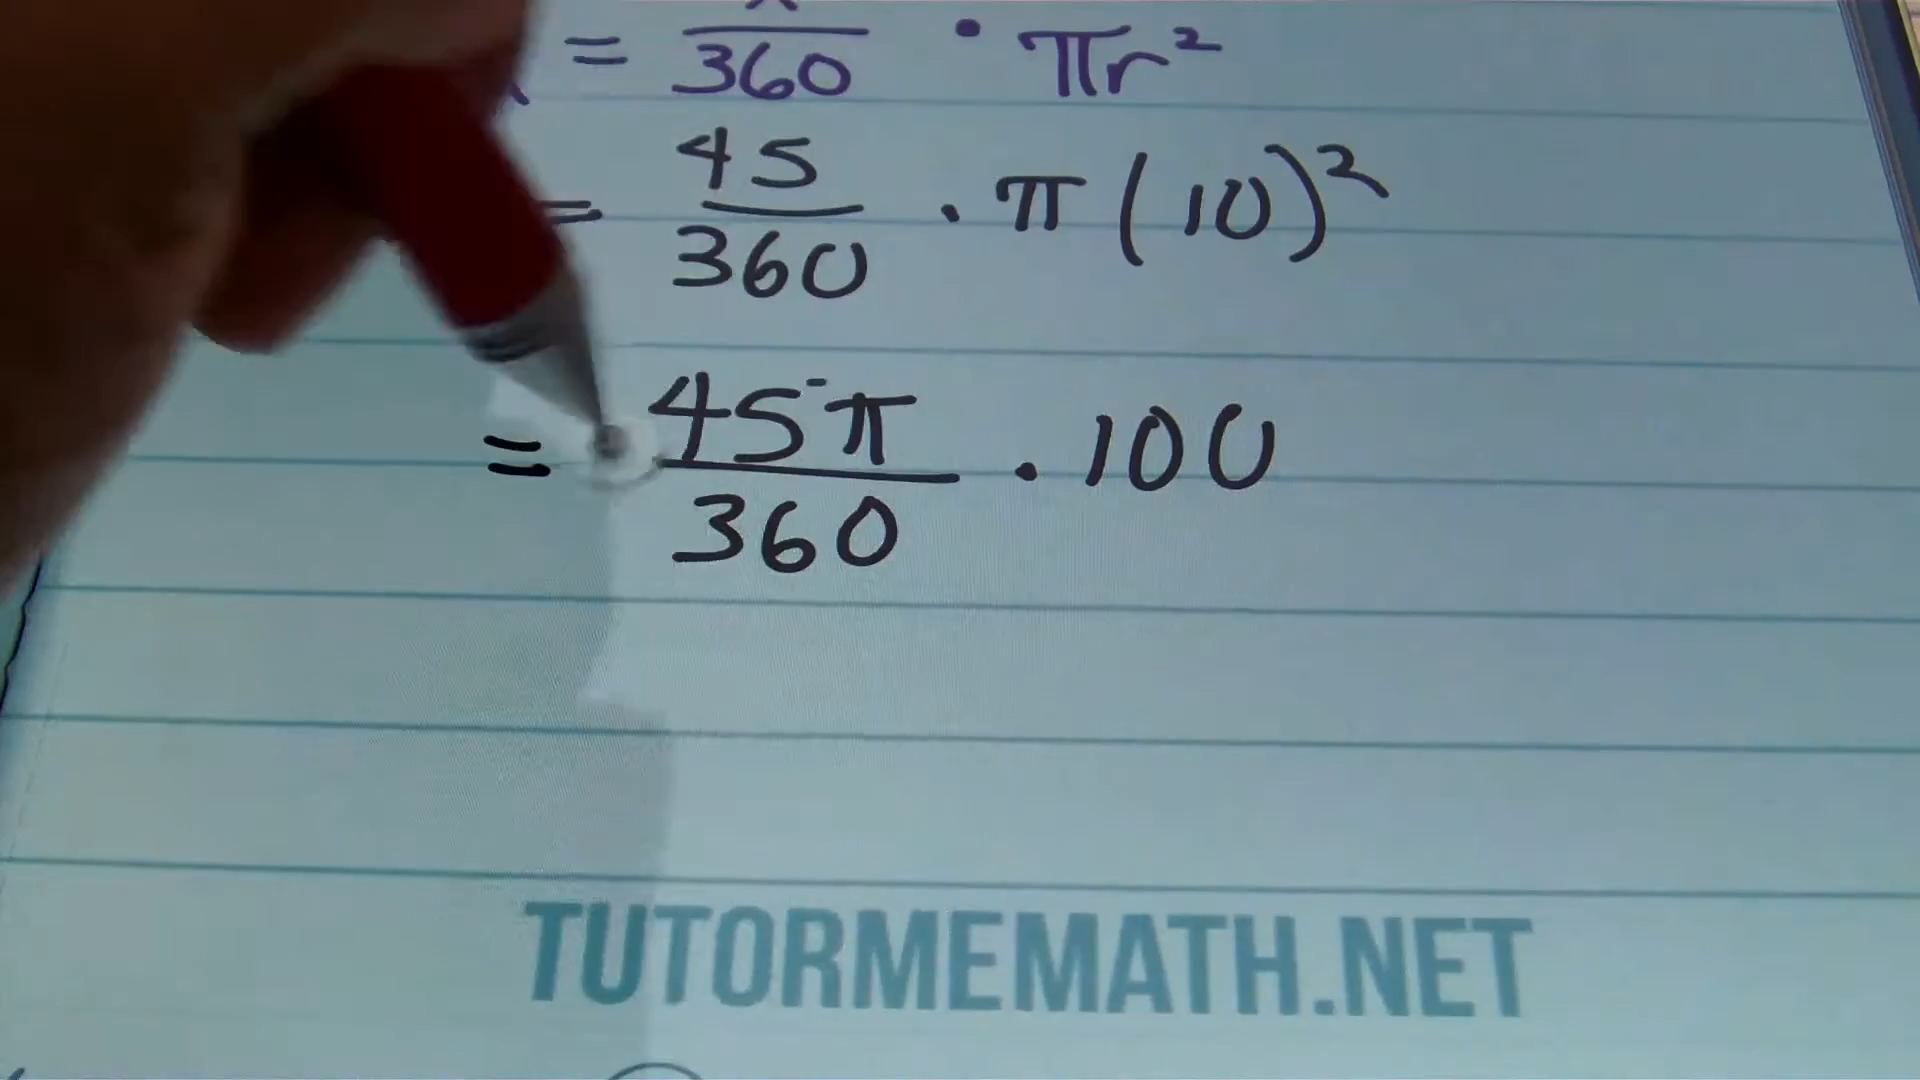 = x/360 · πr²
= 45/360 · π(10)²
= 45π/360 · 100
TUTORMEMATH.NET